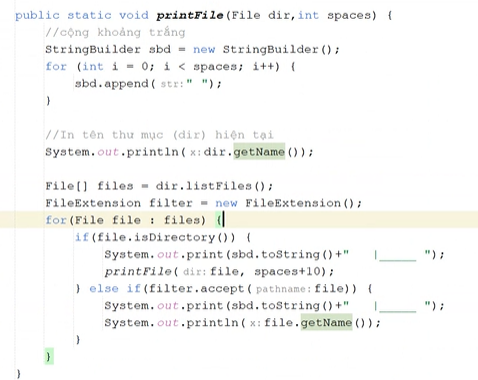 public static void printFile(File dir,int spaces) {
//cộng khoảng trắng
StringBuilder sbd = new StringBuilder();
for (int i = 0; i < spaces; i++) {
sbd.append( str: " ");
}
//In tên thư mục (dir) hiện tại
System.out.println( x: dir.getName());
File[] files = dir.listFiles();
FileExtension filter = new FileExtension();
for(File file : files) {
if(file.isDirectory()) {
System.out.print(sbd.toString()+"   |_____ ");
printFile( dir: file, spaces+10);
} else if(filter.accept( pathname: file)) {
System.out.print(sbd.toString()+"   |_____ ");
System.out.println( x: file.getName());
}
}
}